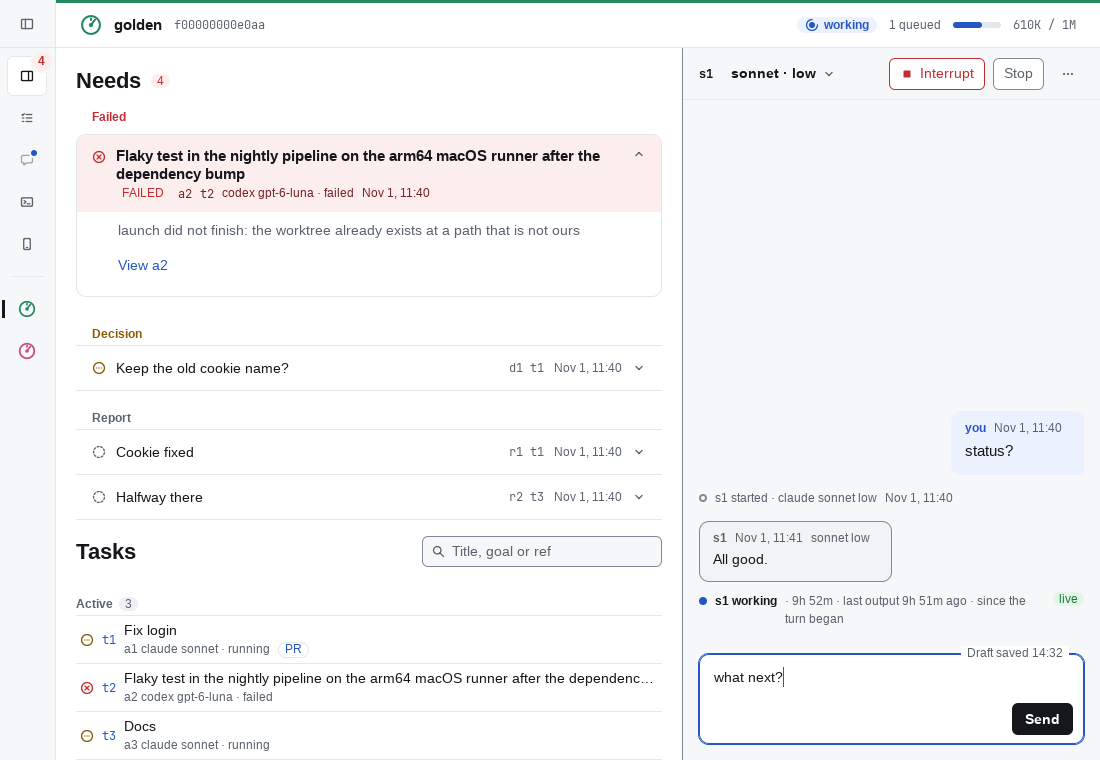 golden f00000000e0aa
working 1 queued 610K / 1M
4
Needs 4
Failed
Flaky test in the nightly pipeline on the arm64 macOS runner after the
dependency bump
FAILED a2 t2 codex gpt-6-luna · failed Nov 1, 11:40
launch did not finish: the worktree already exists at a path that is not ours
View a2
Decision
Keep the old cookie name? d1 t1 Nov 1, 11:40
Report
Cookie fixed r1 t1 Nov 1, 11:40
Halfway there r2 t3 Nov 1, 11:40
Tasks
Title, goal or ref
Active 3
t1 Fix login
a1 claude sonnet · running PR
t2 Flaky test in the nightly pipeline on the arm64 macOS runner after the dependenc…
a2 codex gpt-6-luna · failed
t3 Docs
a3 claude sonnet · running
s1 sonnet · low Interrupt Stop ···
you Nov 1, 11:40
status?
s1 started · claude sonnet low Nov 1, 11:40
s1 Nov 1, 11:41 sonnet low
All good.
s1 working · 9h 52m · last output 9h 51m ago · since the live
turn began
Draft saved 14:32
what next?
Send